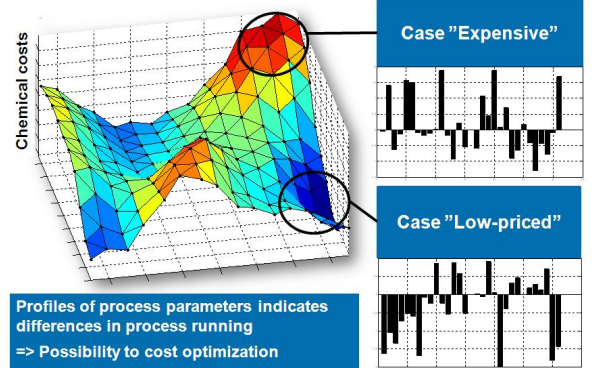 Case ”Expensive”
Chemical costs
Case ”Low-priced”
Profiles of process parameters indicates
differences in process running
=> Possibility to cost optimization